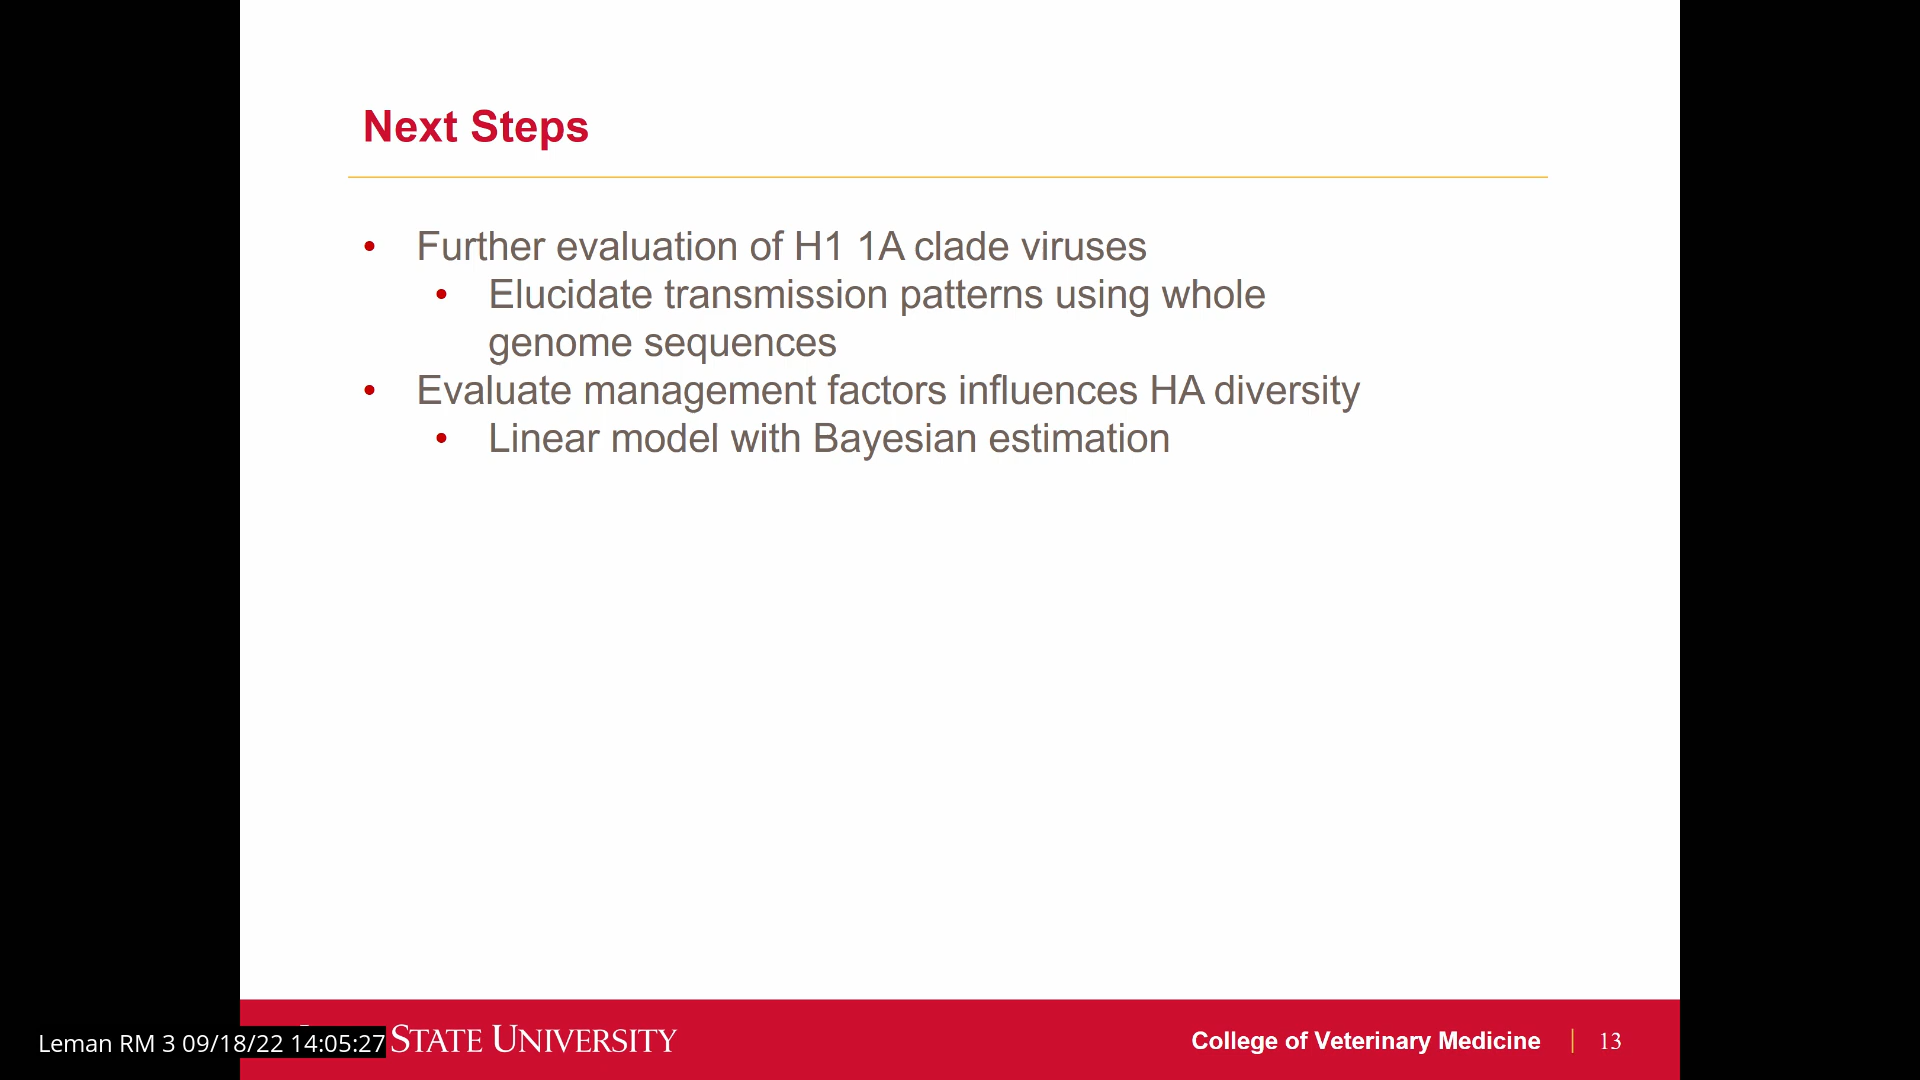 Next Steps
• Further evaluation of H1 1A clade viruses
• Elucidate transmission patterns using whole
genome sequences
• Evaluate management factors influences HA diversity
• Linear model with Bayesian estimation
Leman RM 3 09/18/22 14:05:27
STATE UNIVERSITY
College of Veterinary Medicine | 13